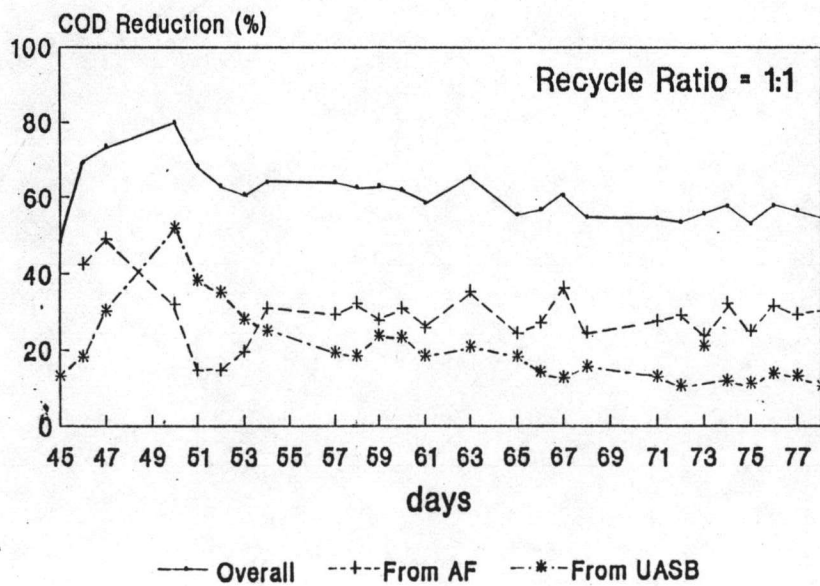 COD Reduction (%)
100
Recycle Ratio = 1:1
80
60
40
20
0
45 47 49 51 53 55 57 59 61 63 65 67 69 71 73 75 77
days
Overall From AF From UASB